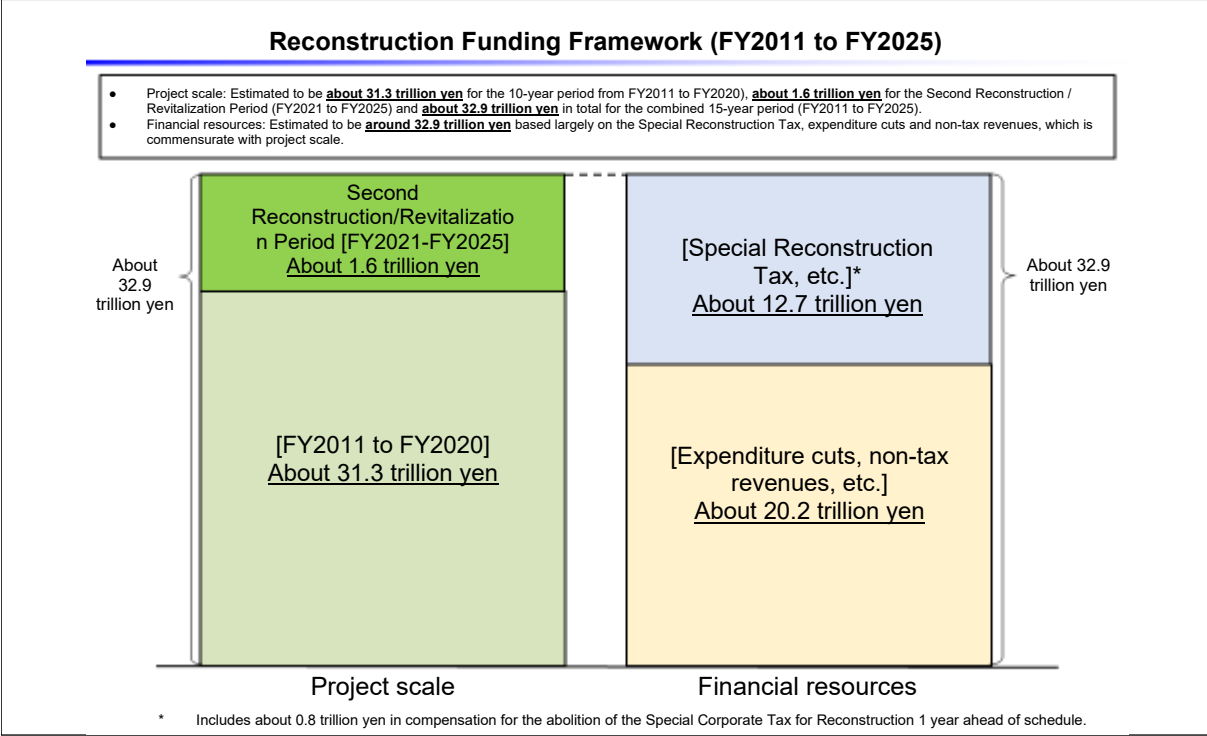 Reconstruction Funding Framework (FY2011 to FY2025)
● Project scale: Estimated to be about 31.3 trillion yen for the 10-year period from FY2011 to FY2020), about 1.6 trillion yen for the Second Reconstruction /
Revitalization Period (FY2021 to FY2025) and about 32.9 trillion yen in total for the combined 15-year period (FY2011 to FY2025).
● Financial resources: Estimated to be around 32.9 trillion yen based largely on the Special Reconstruction Tax, expenditure cuts and non-tax revenues, which is
commensurate with project scale.
About
32.9
trillion yen
Second
Reconstruction/Revitalizatio
n Period [FY2021-FY2025]
About 1.6 trillion yen
[FY2011 to FY2020]
About 31.3 trillion yen
[Special Reconstruction
Tax, etc.]*
About 12.7 trillion yen
[Expenditure cuts, non-tax
revenues, etc.]
About 20.2 trillion yen
About 32.9
trillion yen
Project scale
Financial resources
* Includes about 0.8 trillion yen in compensation for the abolition of the Special Corporate Tax for Reconstruction 1 year ahead of schedule.